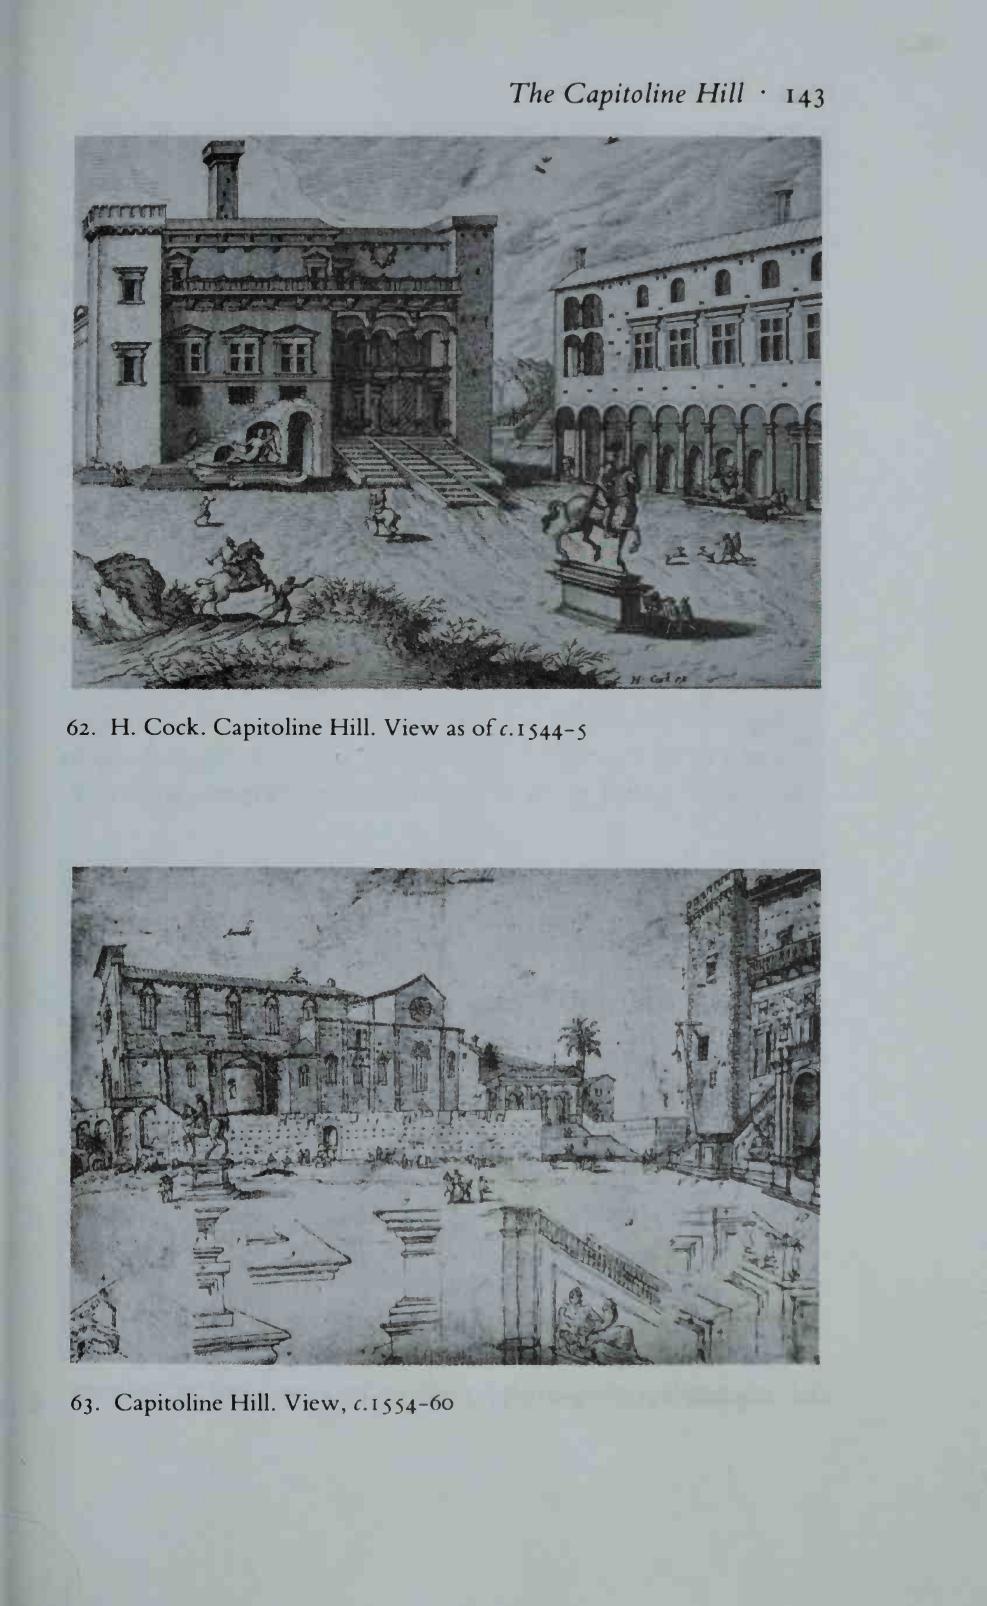 The Capitoline Hill · 143
62. H. Cock. Capitoline Hill. View as of c.1544-5
63. Capitoline Hill. View, c.1554-60